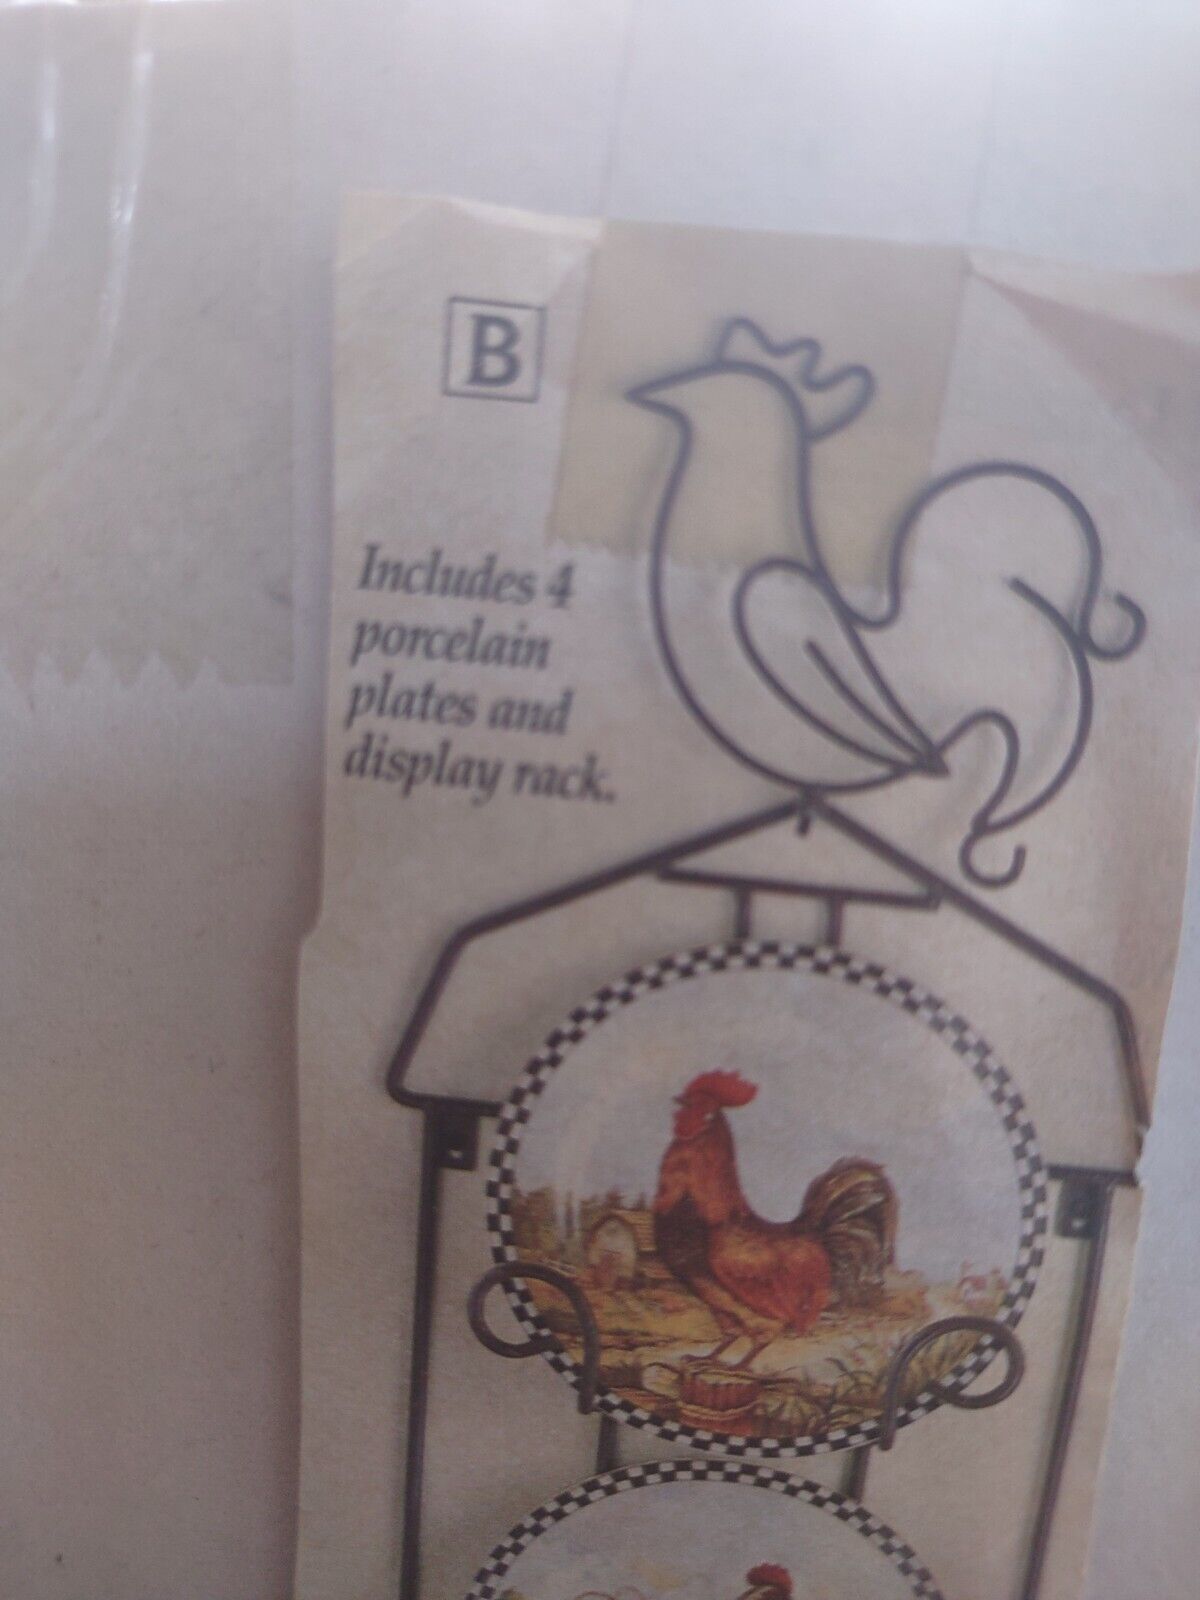 B
Includes 4
porcelain
plates and
display rack.